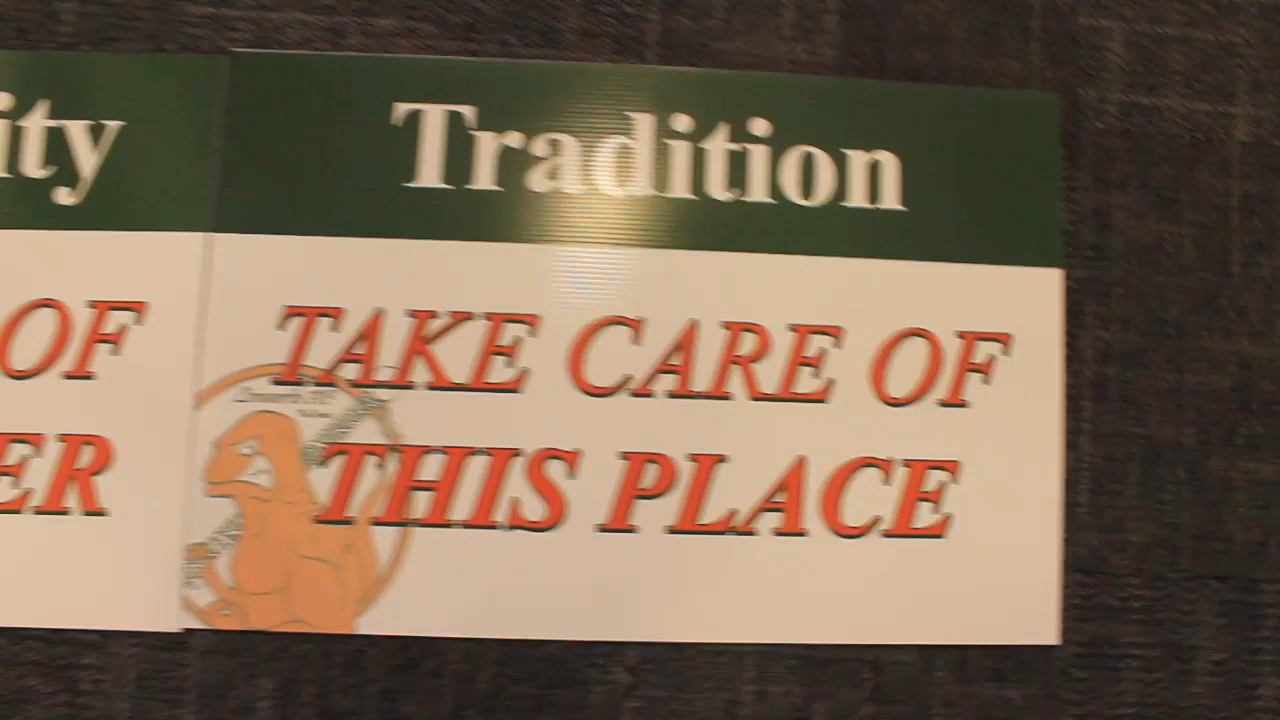 ity
OF
ER
Tradition
TAKE CARE OF
THIS PLACE